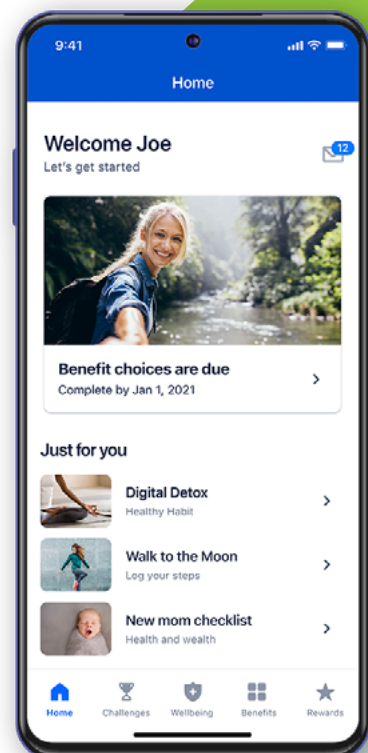 9:41
Home
Welcome Joe
12
Let's get started
Benefit choices are due
Complete by Jan 1, 2021
Just for you
Digital Detox
Healthy Habit
Walk to the Moon
Log your steps
New mom checklist
Health and wealth
Home Challenges Wellbeing Benefits Rewards